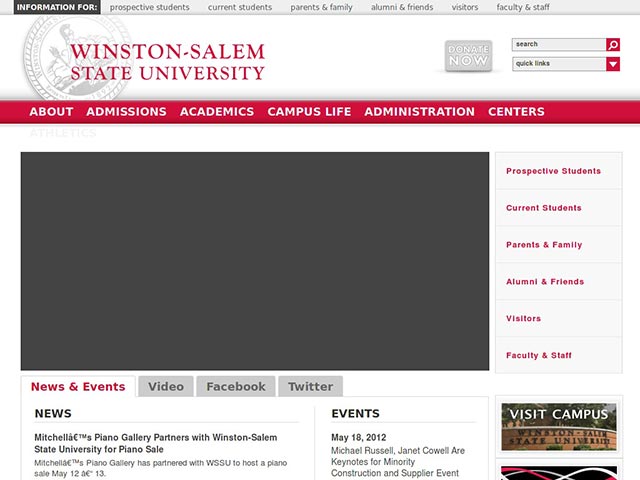 INFORMATION FOR: prospective students current students parents & family alumni & friends visitors faculty & staff
WINSTON-SALEM
STATE UNIVERSITY
DONATE
NOW
search
quick links
ABOUT ADMISSIONS ACADEMICS CAMPUS LIFE ADMINISTRATION CENTERS
ATHLETICS
Prospective Students
Current Students
Parents & Family
Alumni & Friends
Visitors
Faculty & Staff
News & Events Video Facebook Twitter
NEWS
Mitchellâ€™s Piano Gallery Partners with Winston-Salem
State University for Piano Sale
Mitchellâ€™s Piano Gallery has partnered with WSSU to host a piano
sale May 12 â€“ 13.
EVENTS
May 18, 2012
Michael Russell, Janet Cowell Are
Keynotes for Minority
Construction and Supplier Event
VISIT CAMPUS
WINSTON-SALEM
STATE UNIVERSITY